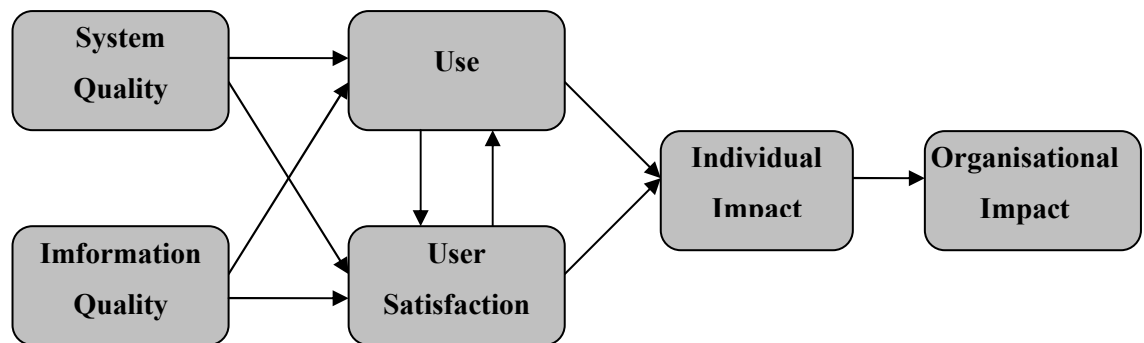 System
Quality
Use
Imformation
Quality
User
Satisfaction
Individual
Impact
Organisational
Impact